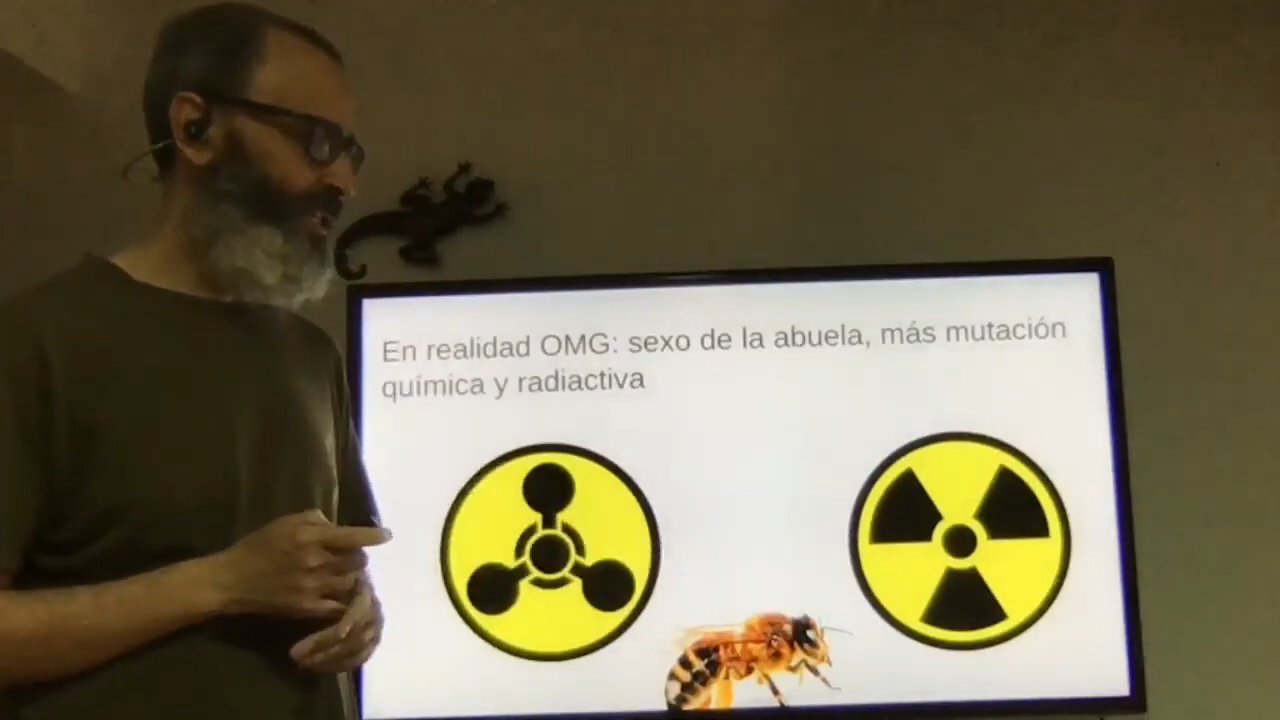 En realidad OMG: sexo de la abuela, más mutación
química y radiactiva